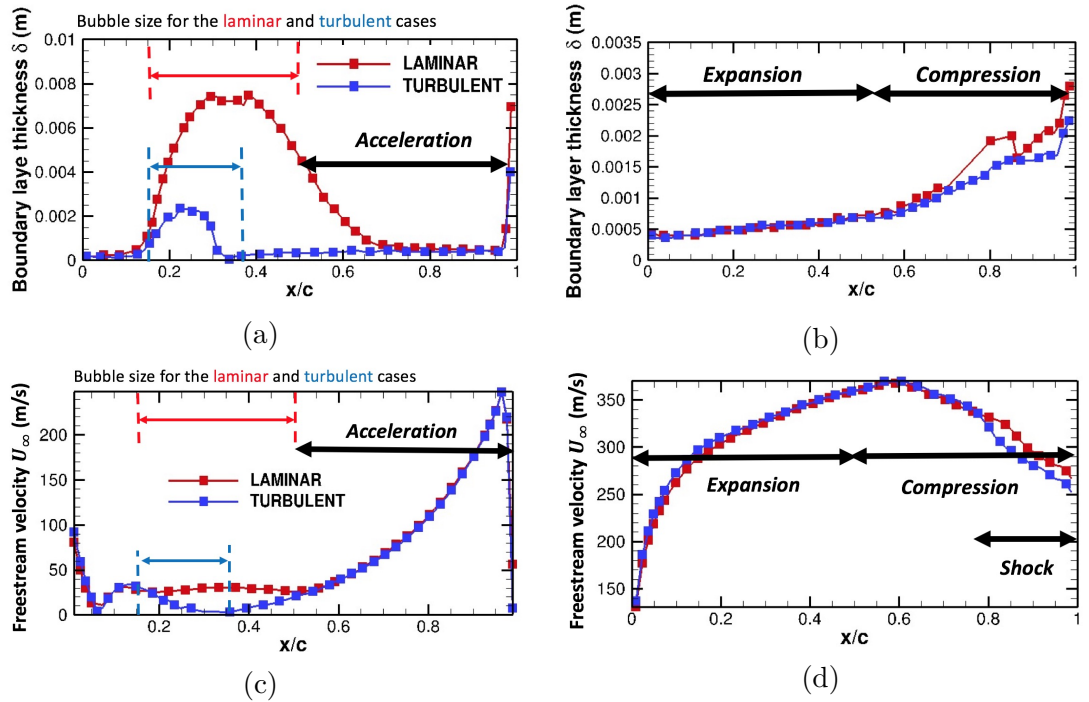 Bubble size for the laminar and turbulent cases
Boundary laye thickness δ (m)
0.01
0.008
0.006
0.004
0.002
0
LAMINAR
TURBULENT
Acceleration
0 0.2 0.4 0.6 0.8 1
x/c
(a)
Boundary layer thickness δ (m)
0.0035
0.003
0.0025
0.002
0.0015
0.001
0.0005
0
Expansion Compression
0 0.2 0.4 0.6 0.8 1
x/c
(b)
Bubble size for the laminar and turbulent cases
Freestream velocity U∞ (m/s)
200
150
100
50
0
Acceleration
LAMINAR
TURBULENT
0.2 0.4 0.6 0.8
x/c
(c)
Freestream velocity U∞ (m/s)
350
300
250
200
150
Expansion Compression
Shock
0 0.2 0.4 0.6 0.8 1
x/c
(d)